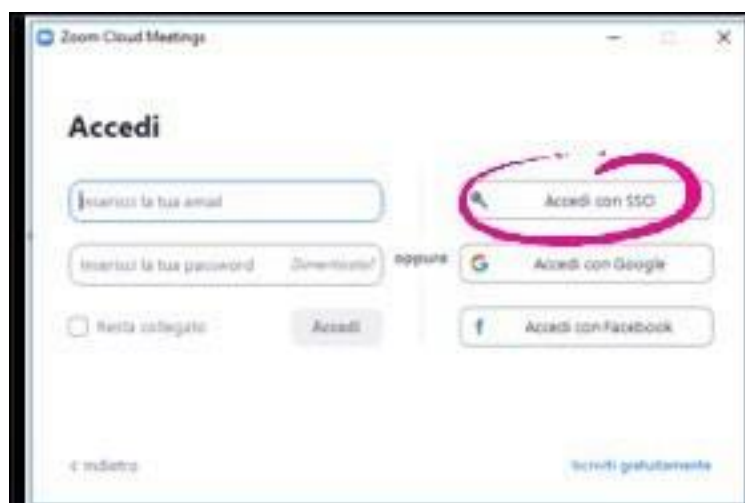 Zoom Cloud Meetings
Accedi
Inserisci la tua email
Accedi con SSO
Inserisci la tua password
Dimenticato?
oppure
Accedi con Google
Resta collegato
Accedi
Accedi con Facebook
< Indietro
Iscriviti gratuitamente